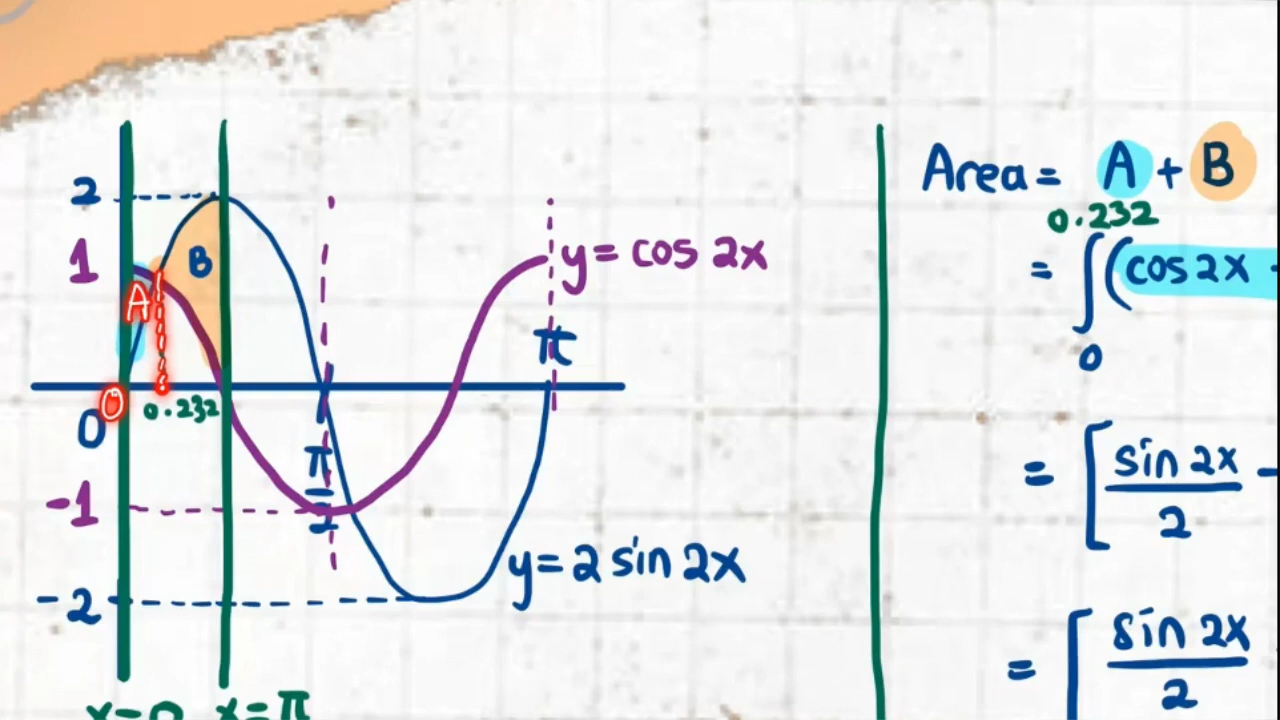 2
1
0
-1
-2
A
B
O
0.232
π/2
π
y = cos 2x
y = 2 sin 2x
x=0
x=π
Area = A + B
0.232
= ∫ (cos 2x -
0
= [ sin 2x -
2
= [ sin 2x
2